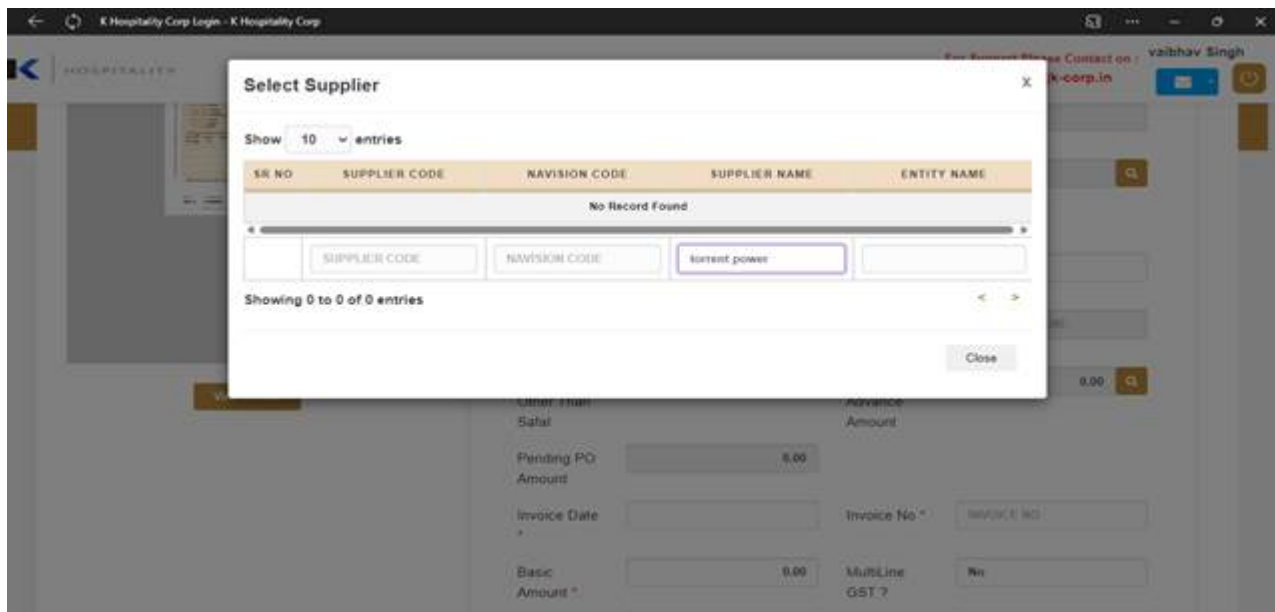 K Hospitality Corp Login - K Hospitality Corp
K HOSPITALITY
For Support Please Contact on :
vaibhav Singh
k-corp.in
Select Supplier
X
Show 10 entries
SR NO SUPPLIER CODE NAVISION CODE SUPPLIER NAME ENTITY NAME
No Record Found
SUPPLIER CODE NAVISION CODE torrent power
Showing 0 to 0 of 0 entries
< >
Close
0.00
Other Than
Safal
Advance
Amount
Pending PO
Amount
0.00
Invoice Date
*
Invoice No *
INVOICE NO
Basic
Amount *
0.00
MultiLine
GST ?
No